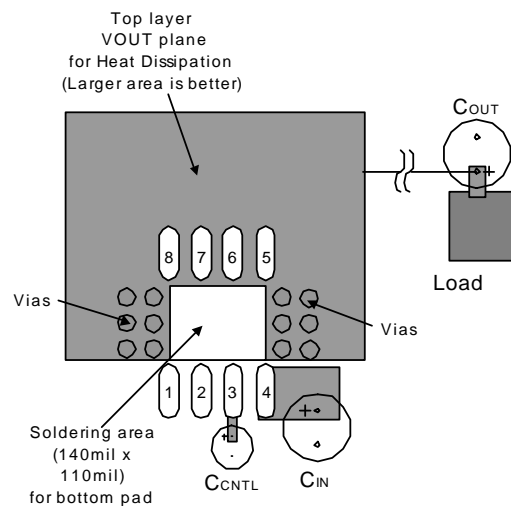 Top layer
VOUT plane
for Heat Dissipation
(Larger area is better)
COUT
+
8 7 6 5
Load
Vias
Vias
1 2 3 4
+
+
Soldering area
(140mil x
110mil)
for bottom pad
CCNTL
CIN